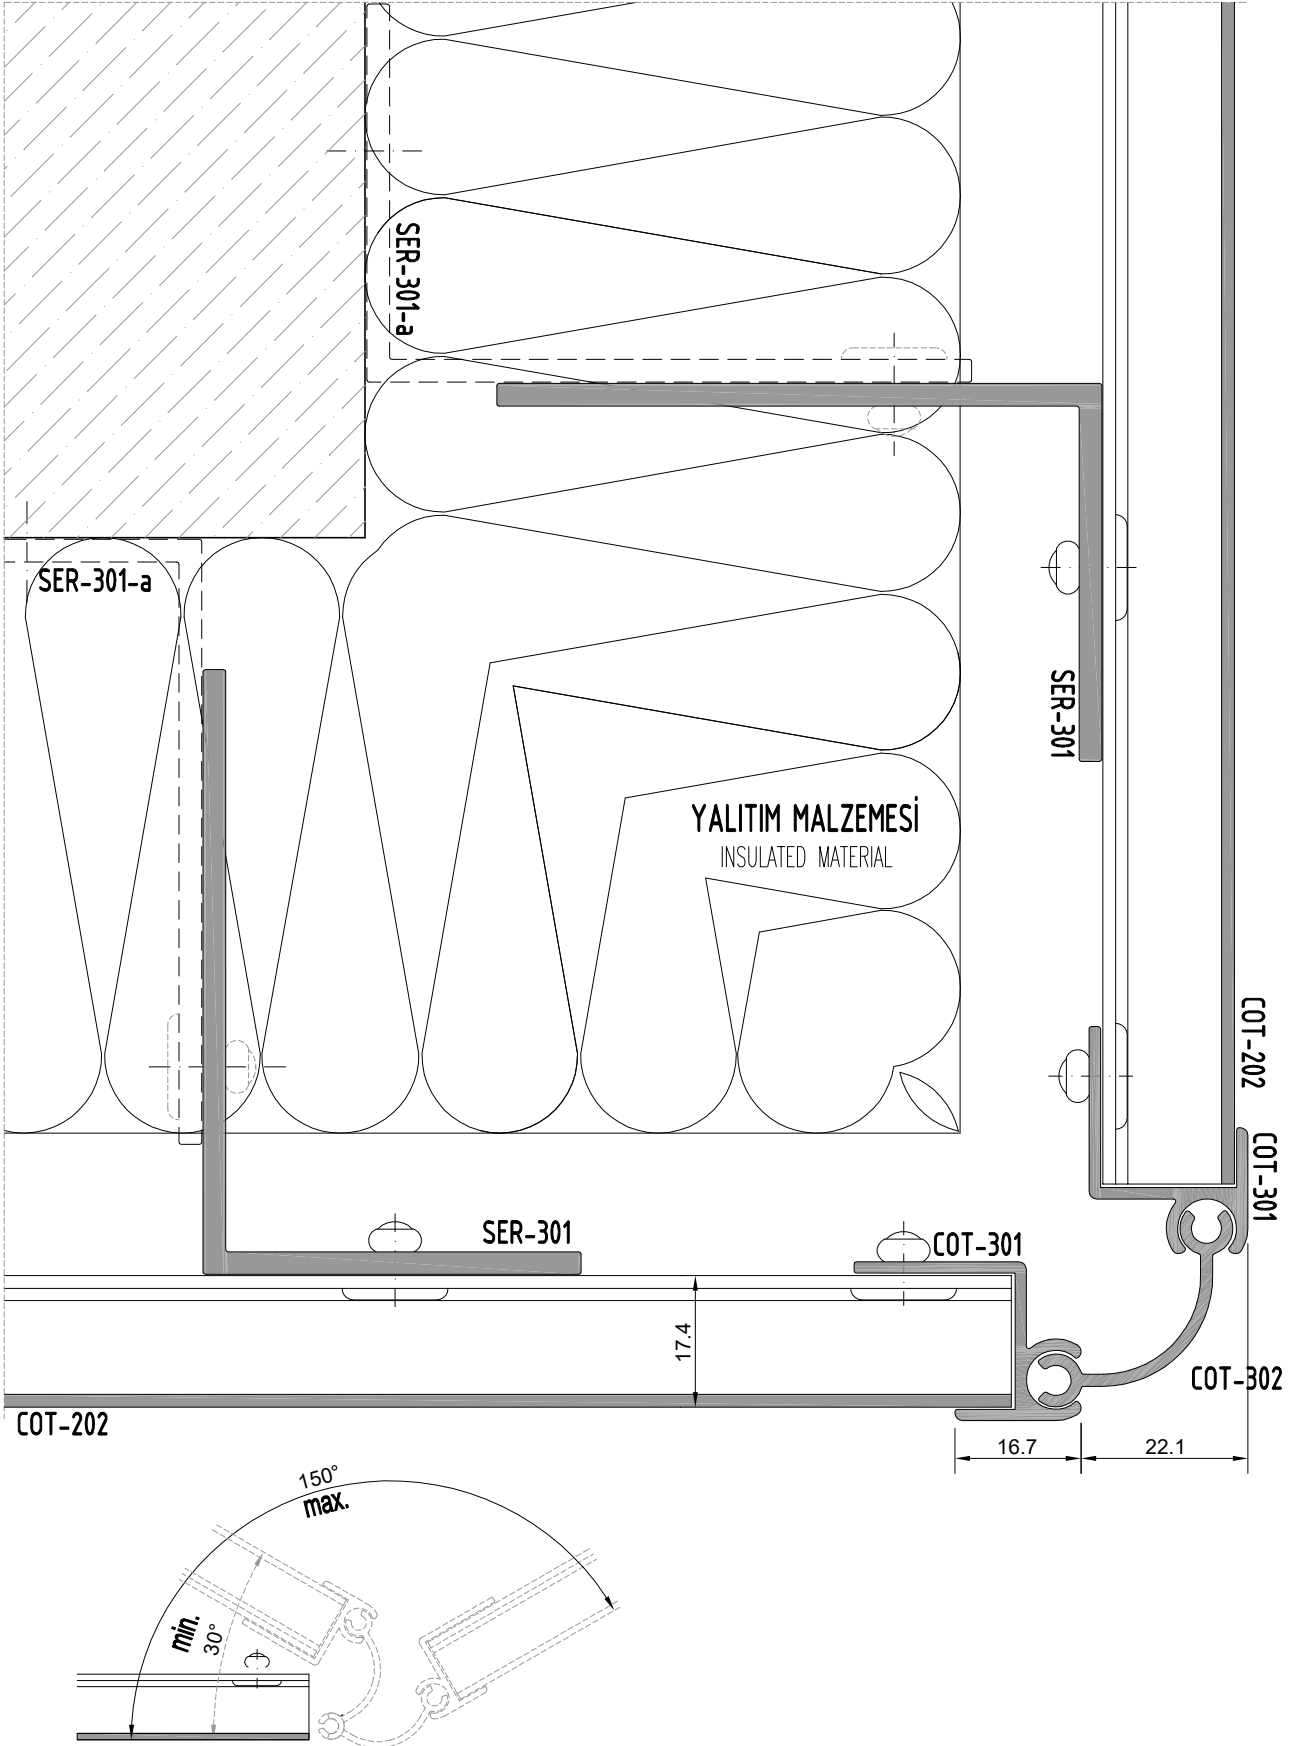 SER-301-a
SER-301-a
SER-301
YALITIM MALZEMESİ
INSULATED MATERIAL
COT-202
COT-301
SER-301
COT-301
17.4
COT-302
COT-202
16.7
22.1
150°
max.
min.
30°